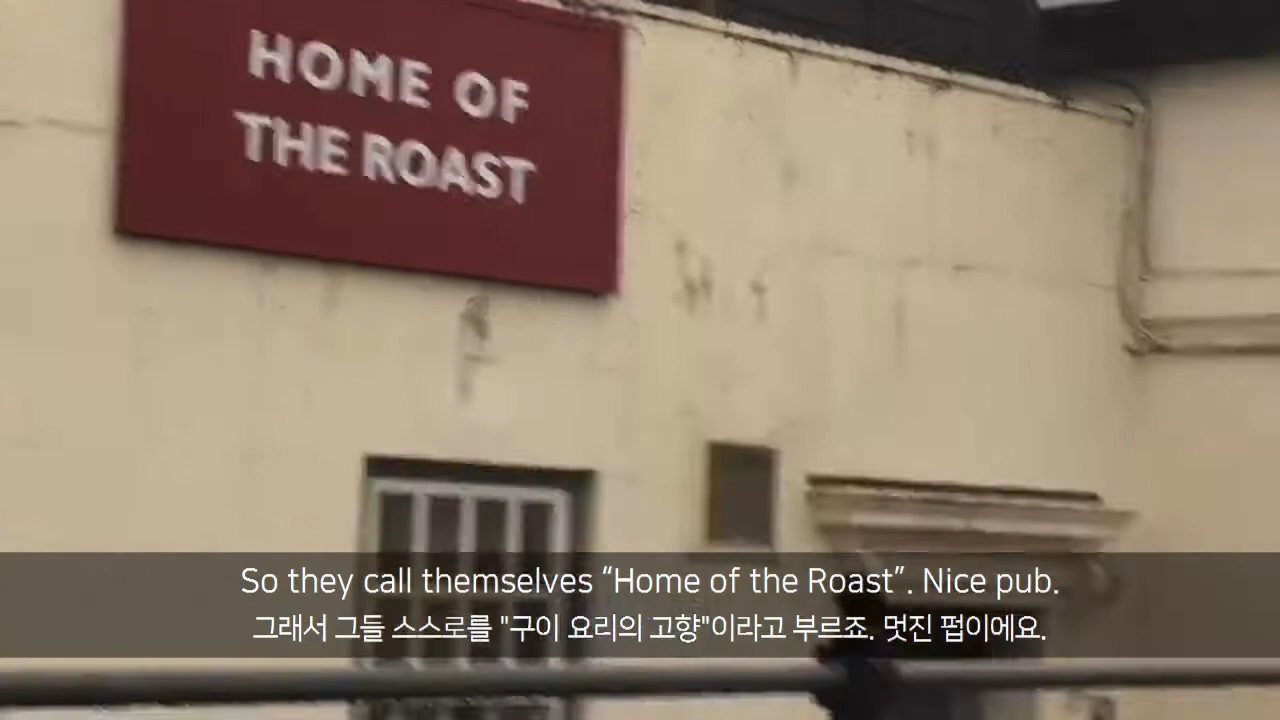 HOME OF
THE ROAST
So they call themselves “Home of the Roast”. Nice pub.
그래서 그들 스스로를 "구이 요리의 고향"이라고 부르죠. 멋진 펍이에요.